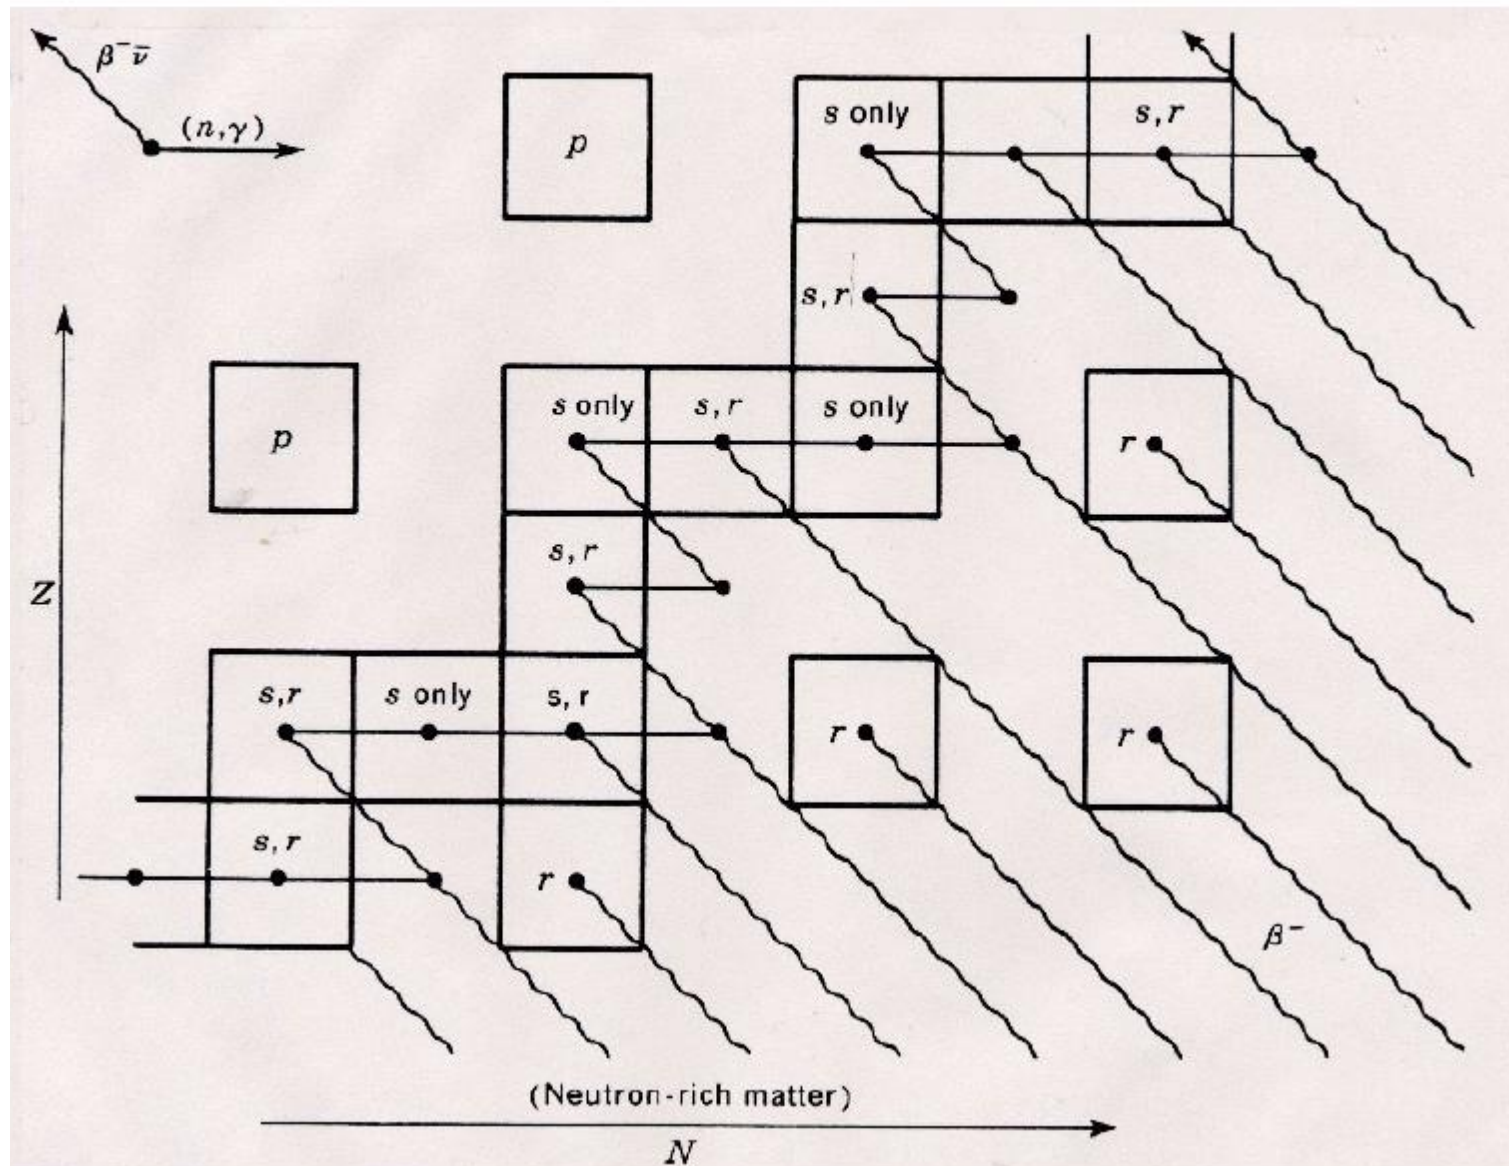 β⁻ν̄
(n,γ)
p
s only
s,r
s,r
p
s only
s,r
s only
r
s,r
Z
s,r
s only
s,r
r
r
s,r
r
β⁻
(Neutron-rich matter)
N